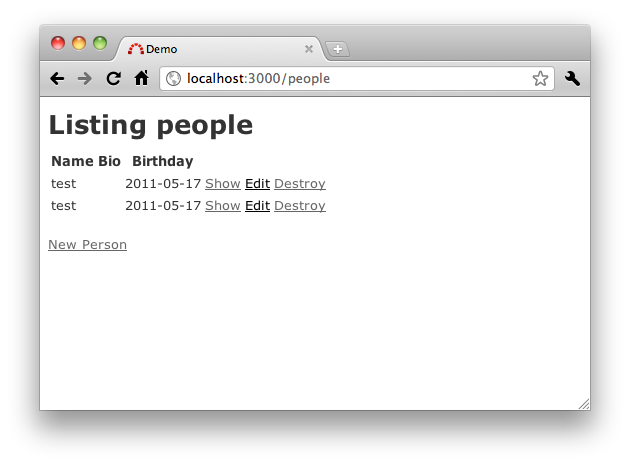 Demo
localhost:3000/people
Listing people
Name Bio Birthday
test 2011-05-17 Show Edit Destroy
test 2011-05-17 Show Edit Destroy
New Person